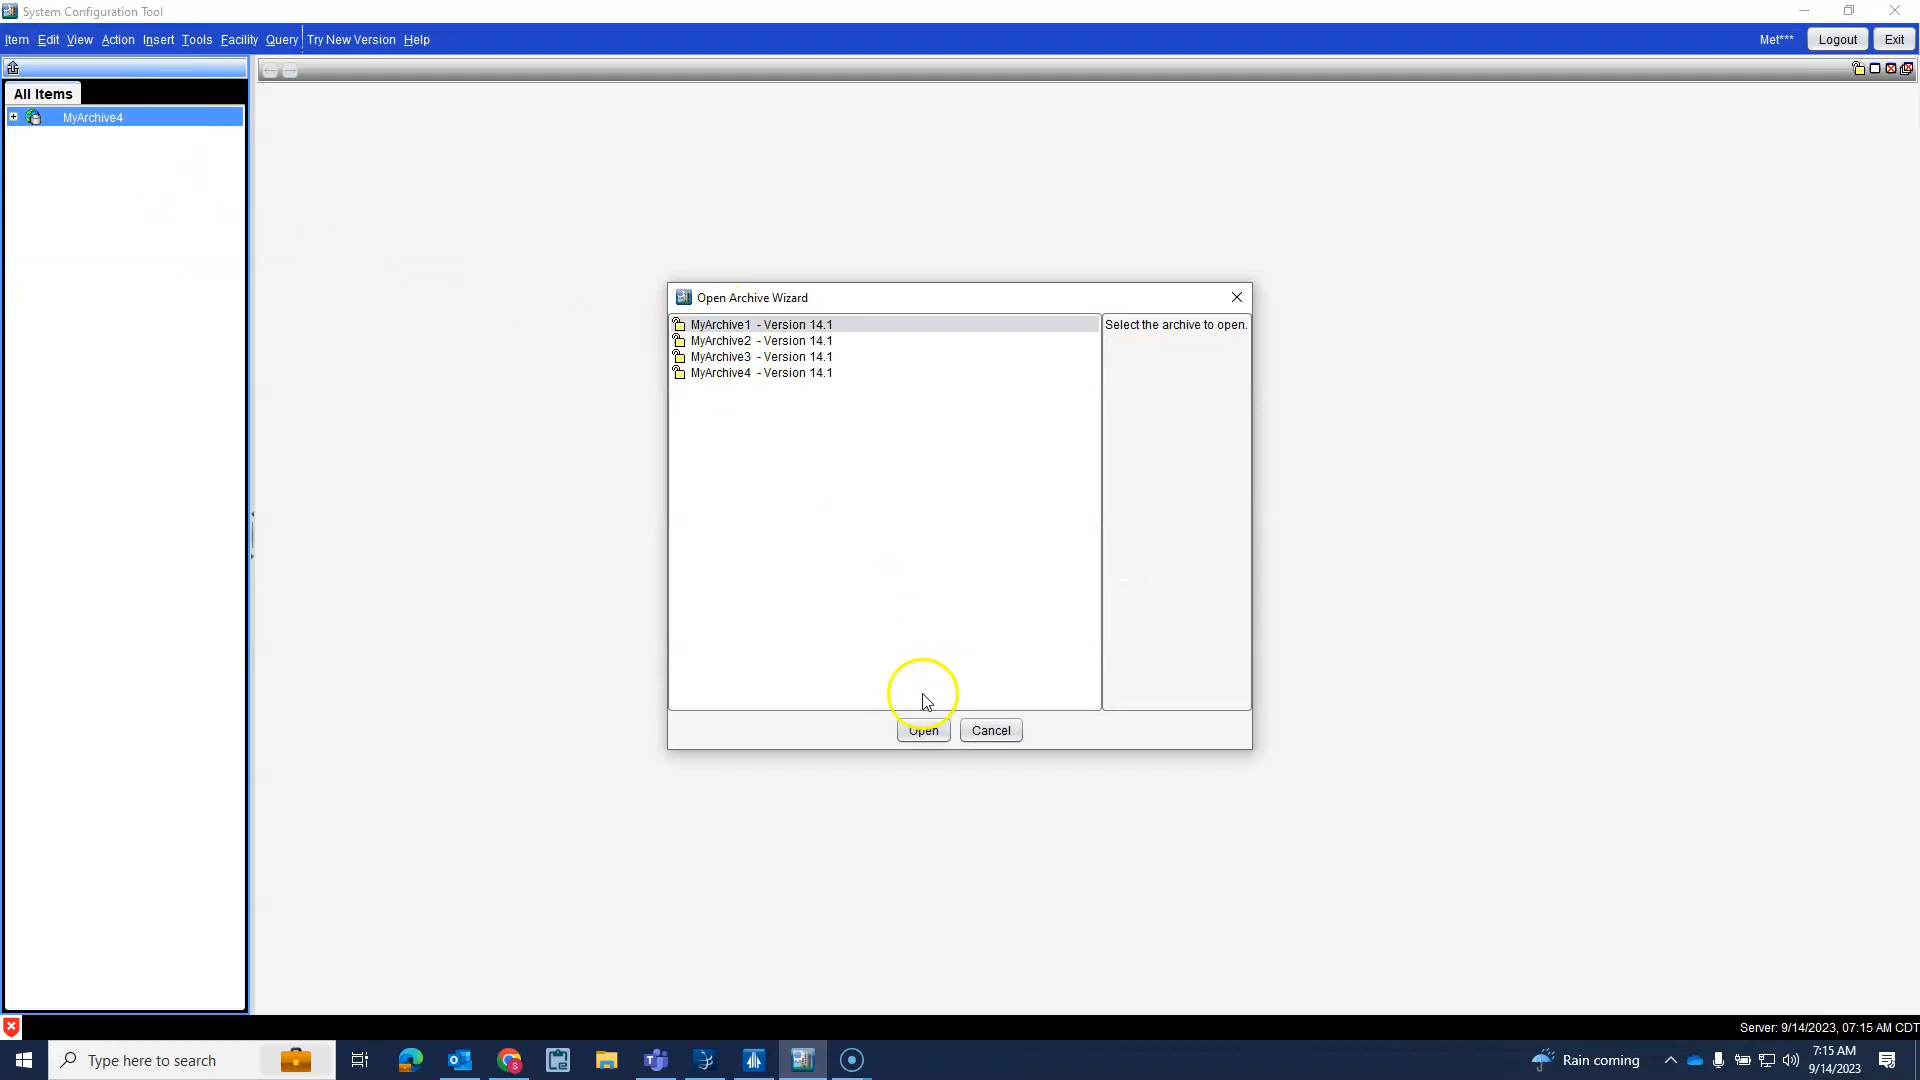 System Configuration Tool
Item Edit View Action Insert Tools Facility Query Try New Version Help Met*** Logout Exit
All Items
MyArchive4
Open Archive Wizard
MyArchive1 - Version 14.1
MyArchive2 - Version 14.1
MyArchive3 - Version 14.1
MyArchive4 - Version 14.1
Select the archive to open.
Open Cancel
Server: 9/14/2023, 07:15 AM CDT
Type here to search
Rain coming
7:15 AM
9/14/2023